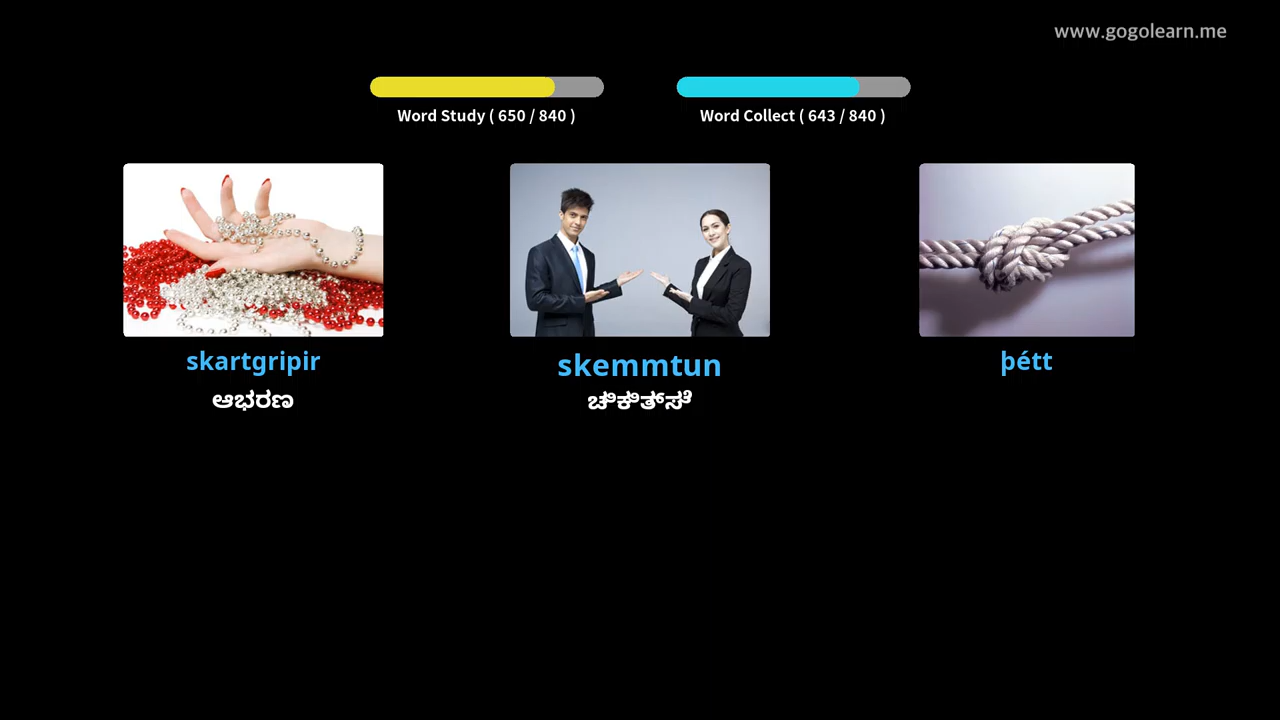 www.gogolearn.me
Word Study ( 650 / 840 )
Word Collect ( 643 / 840 )
skartgripir
skemmtun
þétt
ಆಭರಣ
ಚಿಕಿತ್ಸೆ